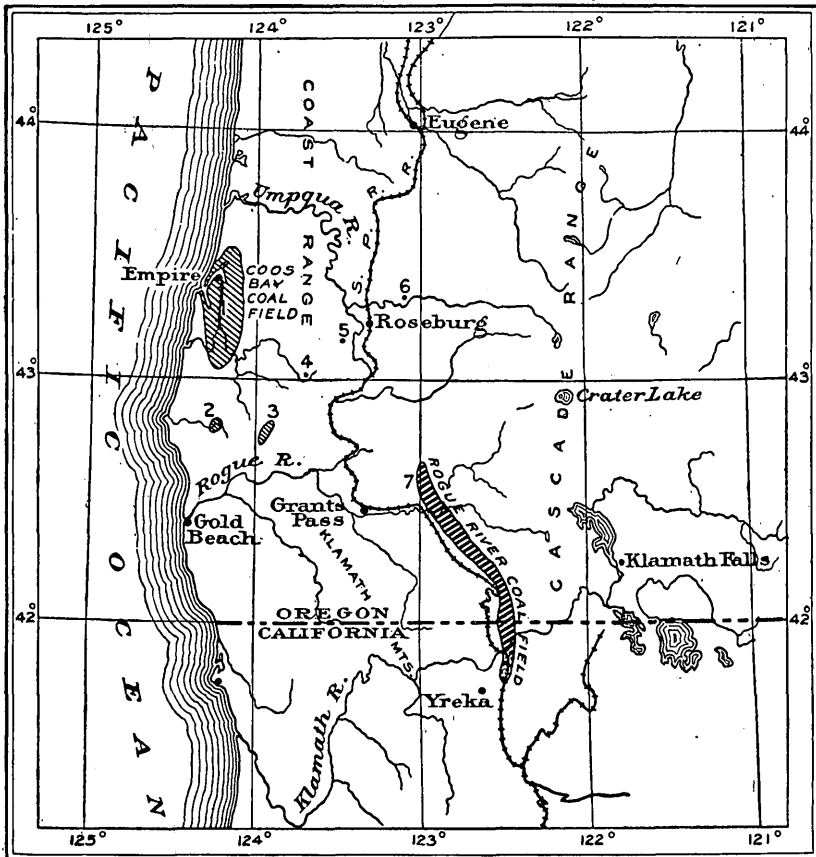 125° 124° 123° 122° 121°
44° 44°
43° 43°
42° 42°
PACIFIC OCEAN
COAST RANGE
Eugene
Umpqua R.
S. P. R. R.
Empire
COOS
BAY
COAL
FIELD
6
5
Roseburg
4
CASCADE RANGE
Crater Lake
2
3
Rogue R.
7
ROGUE RIVER COAL FIELD
Grants
Pass
Gold
Beach
KLAMATH MTS.
Klamath Falls
OREGON
CALIFORNIA
Yreka
Klamath R.
125° 124° 123° 122° 121°